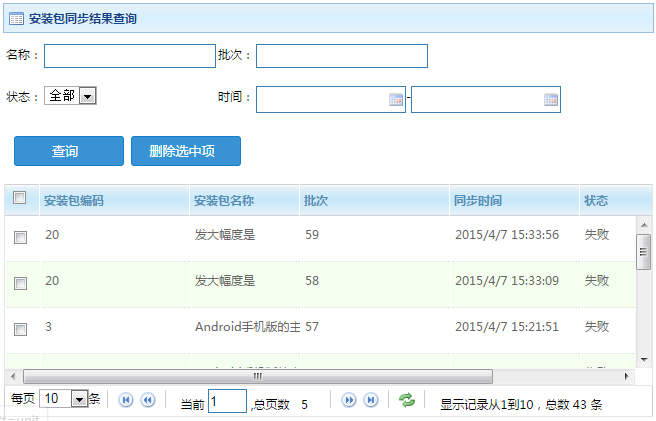 安装包同步结果查询
名称： 批次：
状态： 全部 时间： -
查询 删除选中项
安装包编码 安装包名称 批次 同步时间 状态
20 发大幅度是 59 2015/4/7 15:33:56 失败
20 发大幅度是 58 2015/4/7 15:33:09 失败
3 Android手机版的主 57 2015/4/7 15:21:51 失败
每页 10 条 当前 1 ,总页数 5 显示记录从1到10，总数 43 条